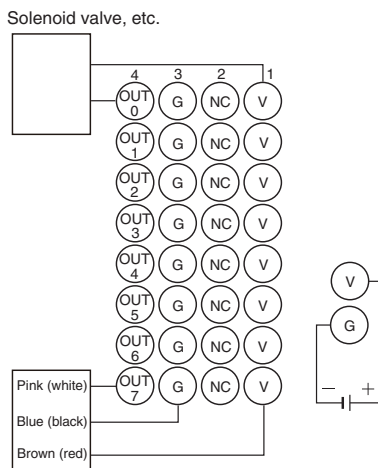 Solenoid valve, etc.
4 3 2 1
OUT 0 G NC V
OUT 1 G NC V
OUT 2 G NC V
OUT 3 G NC V
OUT 4 G NC V
OUT 5 G NC V
OUT 6 G NC V
OUT 7 G NC V
Pink (white)
Blue (black)
Brown (red)
V
G
− +